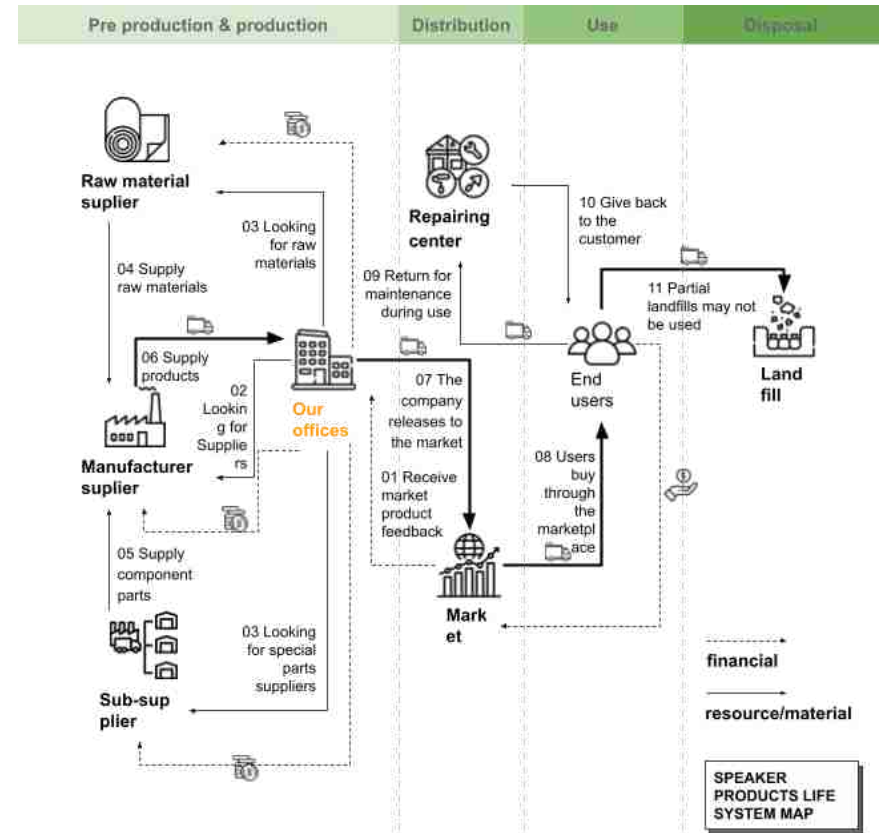 Pre production & production
Distribution
Use
Disposal
Raw material
suplier
03 Looking
for raw
materials
04 Supply
raw materials
Repairing
center
10 Give back
to the
customer
09 Return for
maintenance
during use
11 Partial
landfills may not
be used
06 Supply
products
02
Lookin
g for
Supplie
rs
Our
offices
07 The
company
releases to
the market
End
users
Land
fill
Manufacturer
suplier
01 Receive
market
product
feedback
08 Users
buy
through
the
marketpl
ace
05 Supply
component
parts
03 Looking
for special
parts
suppliers
Mark
et
Sub-sup
plier
financial
resource/material
SPEAKER
PRODUCTS LIFE
SYSTEM MAP